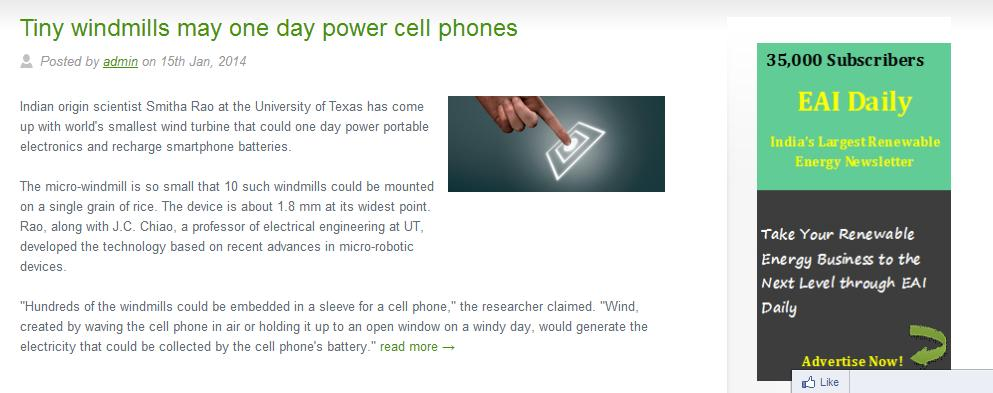 Tiny windmills may one day power cell phones
Posted by admin on 15th Jan, 2014
Indian origin scientist Smitha Rao at the University of Texas has come
up with world's smallest wind turbine that could one day power portable
electronics and recharge smartphone batteries.
The micro-windmill is so small that 10 such windmills could be mounted
on a single grain of rice. The device is about 1.8 mm at its widest point.
Rao, along with J.C. Chiao, a professor of electrical engineering at UT,
developed the technology based on recent advances in micro-robotic
devices.
"Hundreds of the windmills could be embedded in a sleeve for a cell phone," the researcher claimed. "Wind,
created by waving the cell phone in air or holding it up to an open window on a windy day, would generate the
electricity that could be collected by the cell phone's battery." read more →
35,000 Subscribers
EAI Daily
India's Largest Renewable
Energy Newsletter
Take Your Renewable
Energy Business to the
Next Level through EAI
Daily
Advertise Now!
Like